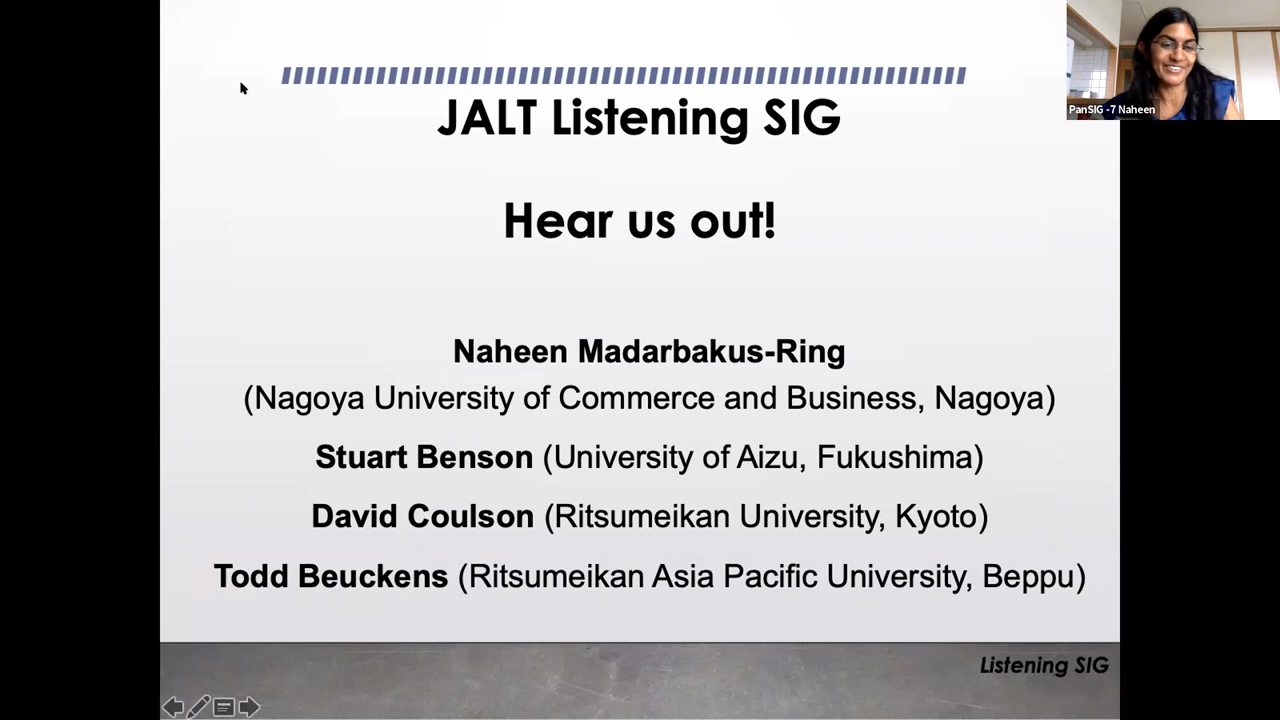 JALT Listening SIG
Hear us out!
Naheen Madarbakus-Ring
(Nagoya University of Commerce and Business, Nagoya)
Stuart Benson (University of Aizu, Fukushima)
David Coulson (Ritsumeikan University, Kyoto)
Todd Beuckens (Ritsumeikan Asia Pacific University, Beppu)
Listening SIG
PanSIG -7 Naheen